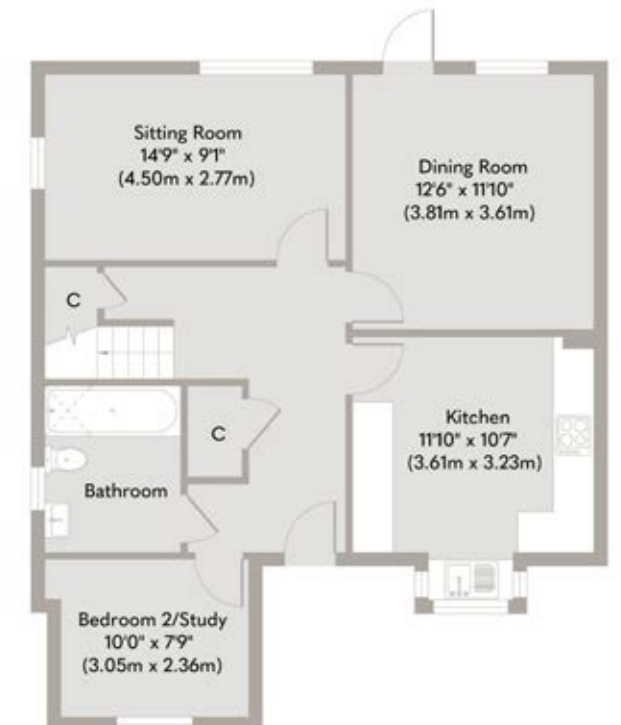 Sitting Room
14'9" x 9'1"
(4.50m x 2.77m)
Dining Room
12'6" x 11'10"
(3.81m x 3.61m)
C
C
Kitchen
11'10" x 10'7"
(3.61m x 3.23m)
Bathroom
Bedroom 2/Study
10'0" x 7'9"
(3.05m x 2.36m)